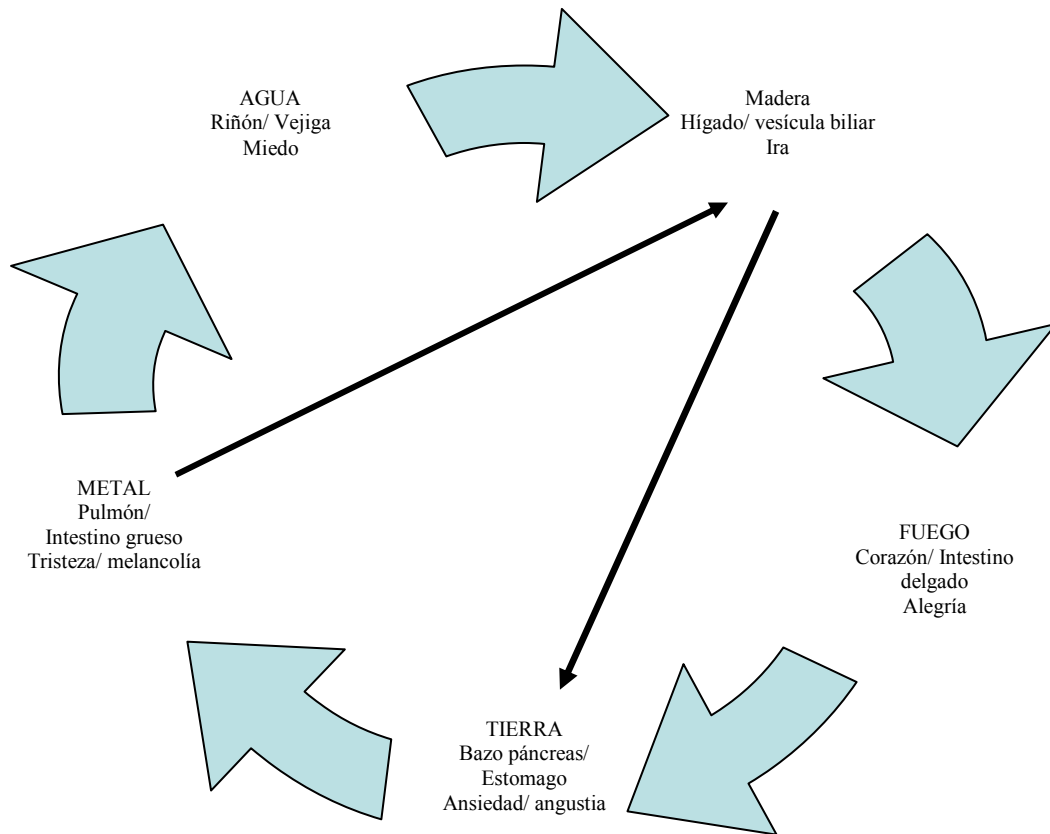 AGUA
Riñón/ Vejiga
Miedo
Madera
Hígado/ vesícula biliar
Ira
METAL
Pulmón/
Intestino grueso
Tristeza/ melancolía
FUEGO
Corazón/ Intestino
delgado
Alegría
TIERRA
Bazo páncreas/
Estomago
Ansiedad/ angustia